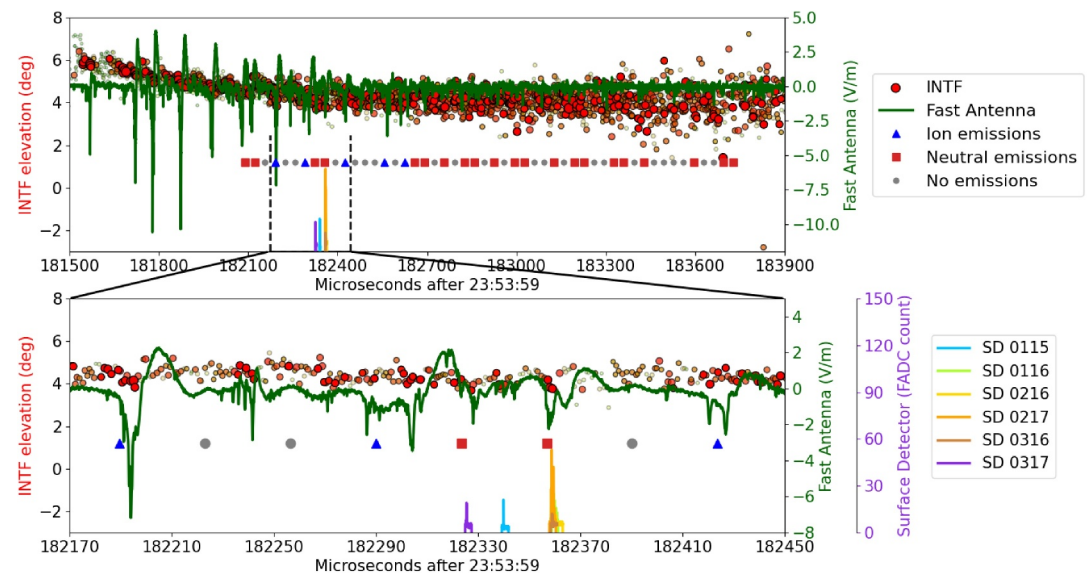 8
6
4
2
0
−2
INTF elevation (deg)
5.0
2.5
0.0
−2.5
−5.0
−7.5
−10.0
Fast Antenna (V/m)
181500
181800
182100
182400
182700
183000
183300
183600
183900
Microseconds after 23:53:59
INTF
Fast Antenna
Ion emissions
Neutral emissions
No emissions
8
6
4
2
0
−2
INTF elevation (deg)
4
2
0
−2
−4
−6
−8
Fast Antenna (V/m)
150
120
90
60
30
0
Surface Detector (FADC count)
182170
182210
182250
182290
182330
182370
182410
182450
Microseconds after 23:53:59
SD 0115
SD 0116
SD 0216
SD 0217
SD 0316
SD 0317